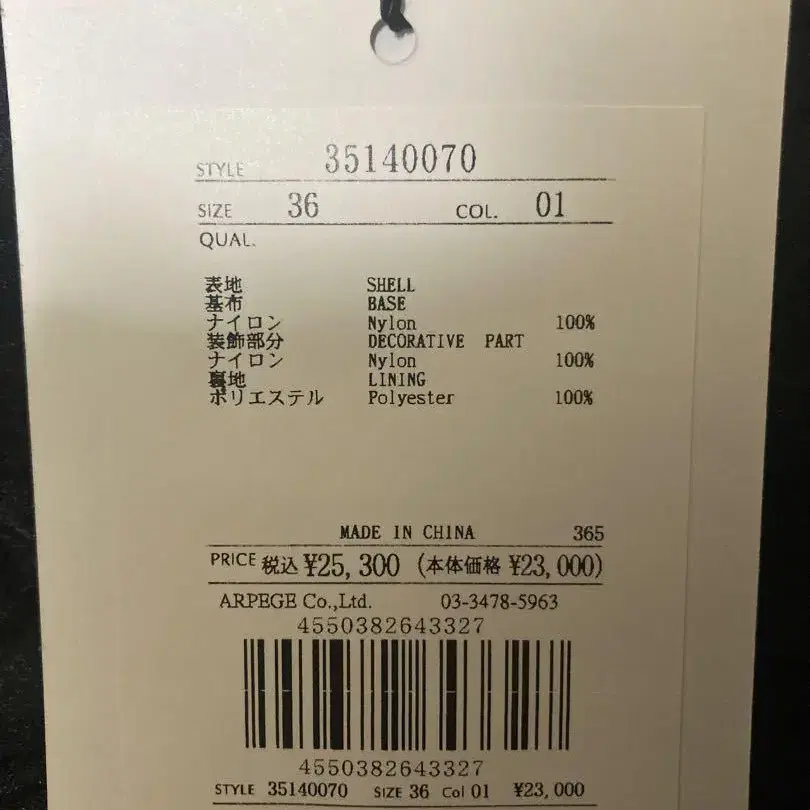 STYLE 35140070
SIZE 36 COL. 01
QUAL.
表地 SHELL
基布 BASE
ナイロン Nylon 100%
装飾部分 DECORATIVE PART
ナイロン Nylon 100%
裏地 LINING
ポリエステル Polyester 100%
MADE IN CHINA 365
PRICE 税込 ¥25,300 (本体価格 ¥23,000)
ARPEGE Co.,Ltd. 03-3478-5963
4550382643327
4550382643327
STYLE 35140070 SIZE 36 Col 01 ¥23,000